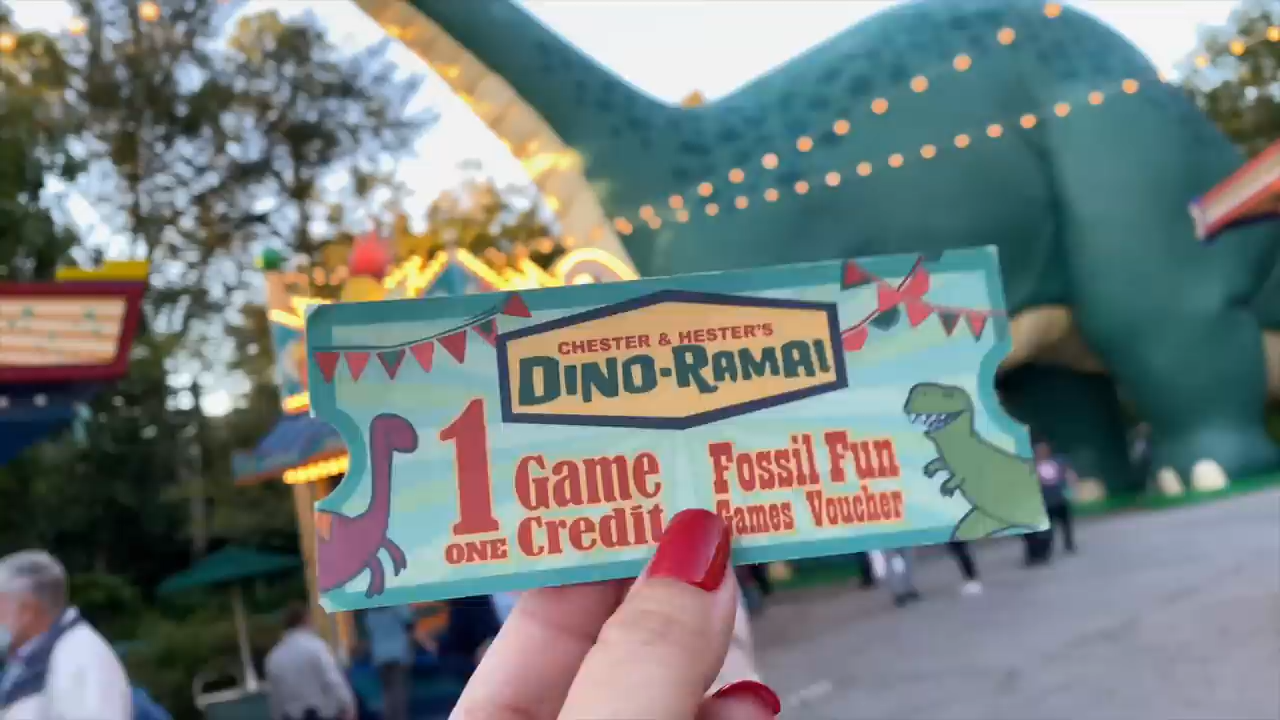 CHESTER & HESTER'S
DINO-RAMA!
1
ONE
Game
Credit
Fossil Fun
Games Voucher